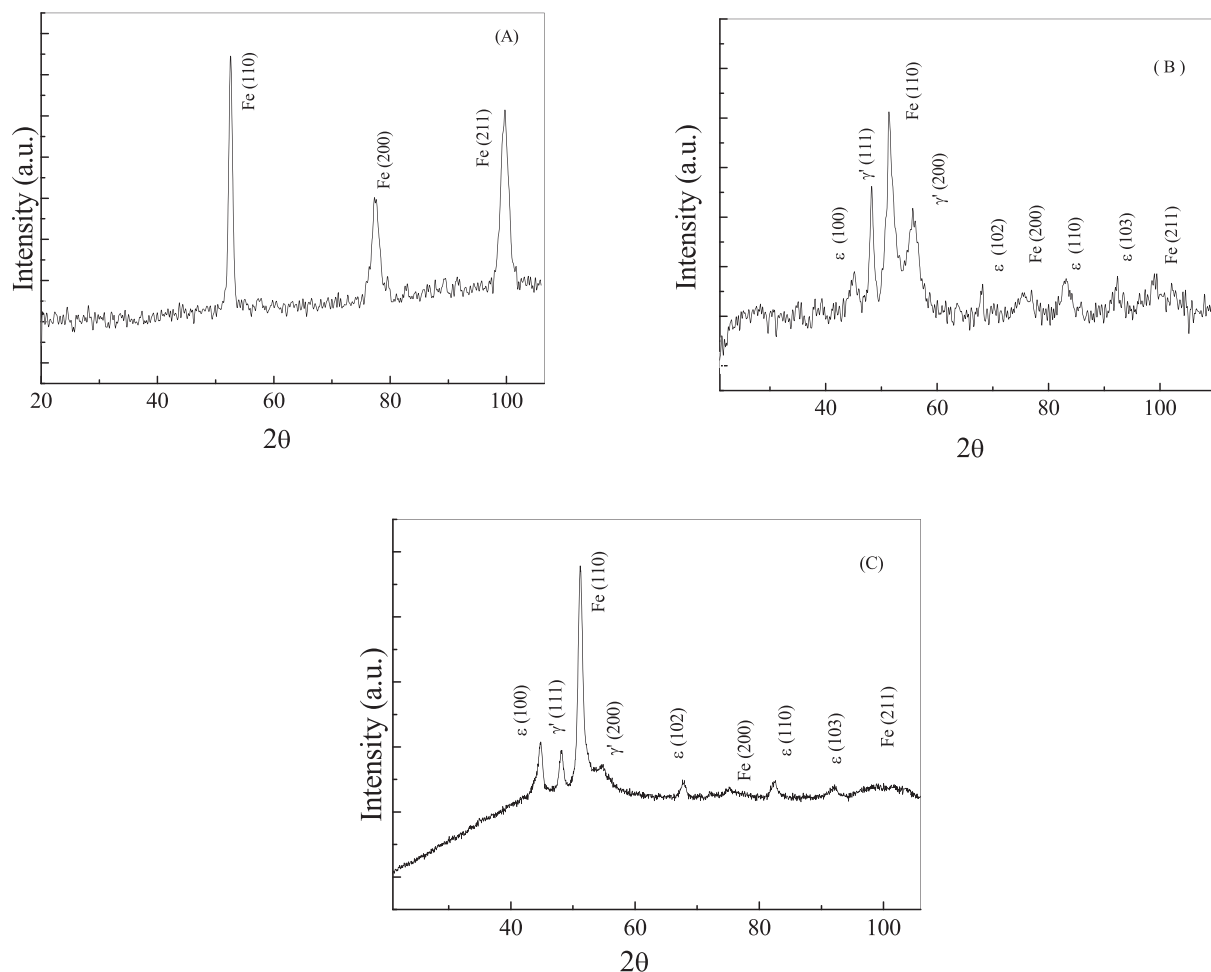 (A)
Fe (110)
Fe (200)
Fe (211)
Intensity (a.u.)
20 40 60 80 100
2θ
( B )
ε (100)
γ' (111)
Fe (110)
γ' (200)
ε (102)
Fe (200)
ε (110)
ε (103)
Fe (211)
Intensity (a.u.)
40 60 80 100
2θ
(C)
ε (100)
γ' (111)
Fe (110)
γ' (200)
ε (102)
Fe (200)
ε (110)
ε (103)
Fe (211)
Intensity (a.u.)
40 60 80 100
2θ